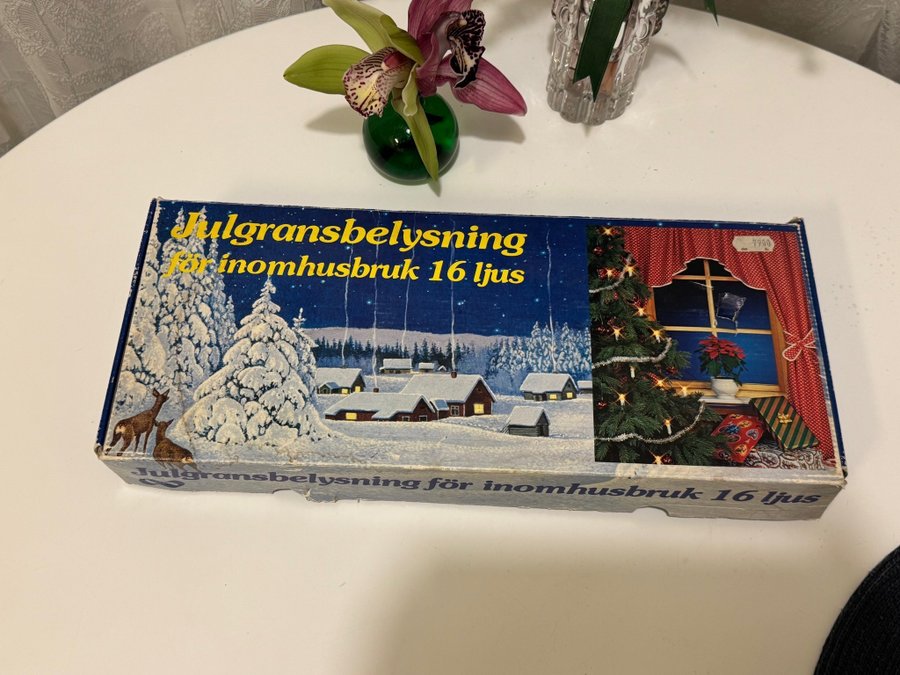 Julgransbelysning
för inomhusbruk 16 ljus
Julgransbelysning för inomhusbruk 16 ljus